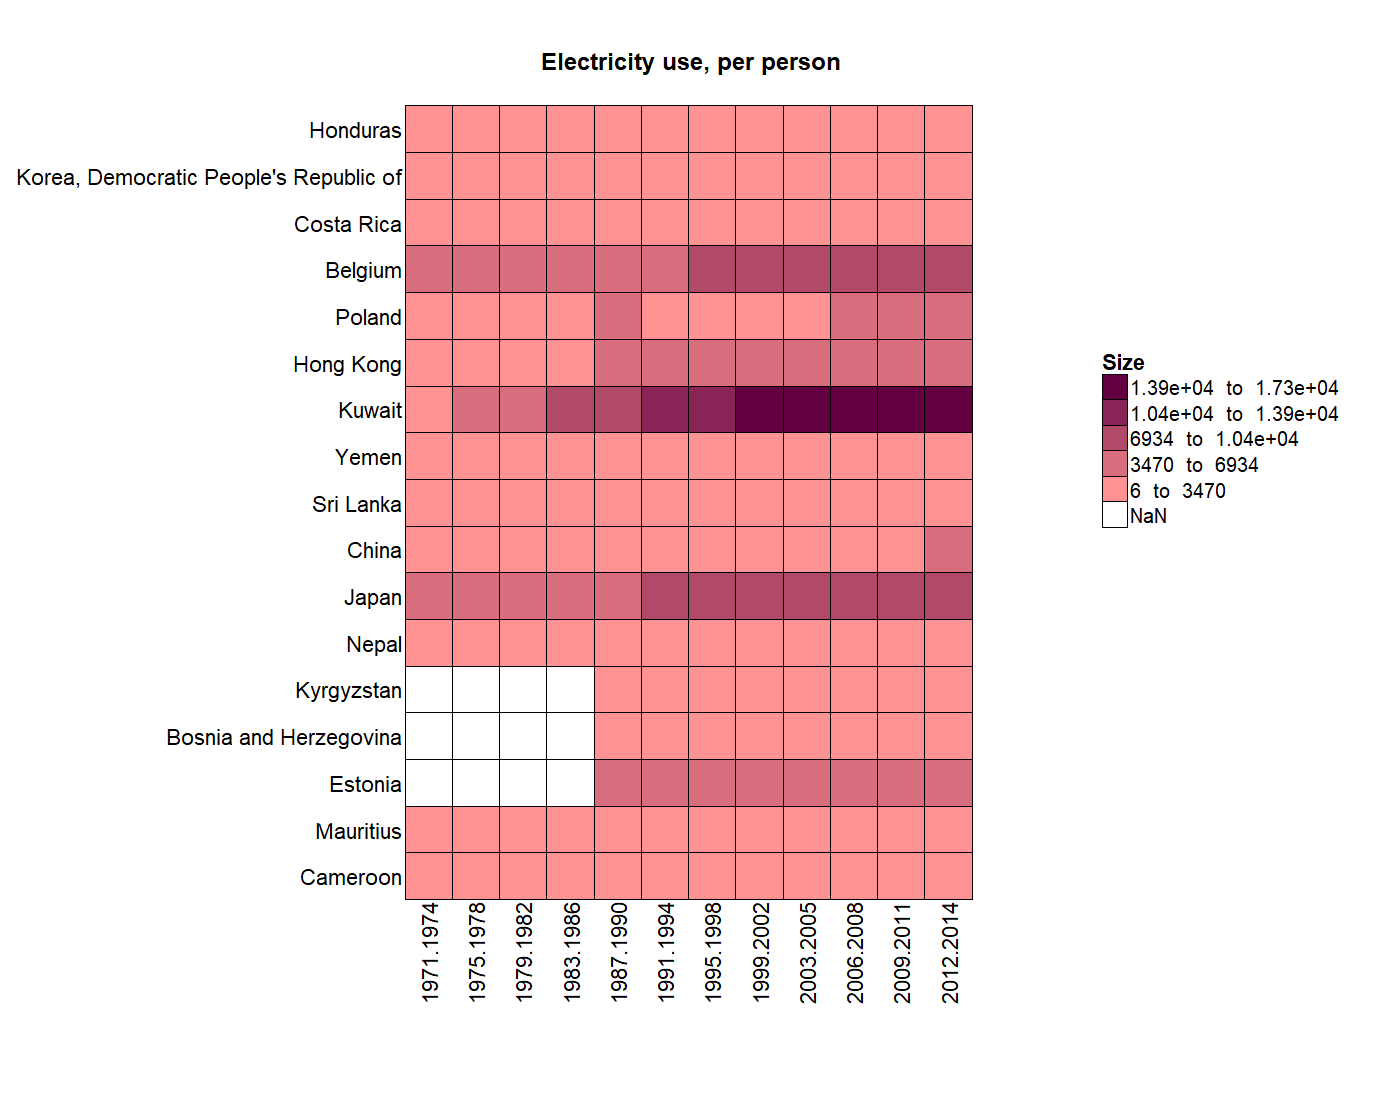 Electricity use, per person
Honduras
Korea, Democratic People's Republic of
Costa Rica
Belgium
Poland
Hong Kong
Kuwait
Yemen
Sri Lanka
China
Japan
Nepal
Kyrgyzstan
Bosnia and Herzegovina
Estonia
Mauritius
Cameroon
1971.1974
1975.1978
1979.1982
1983.1986
1987.1990
1991.1994
1995.1998
1999.2002
2003.2005
2006.2008
2009.2011
2012.2014
Size
1.39e+04 to 1.73e+04
1.04e+04 to 1.39e+04
6934 to 1.04e+04
3470 to 6934
6 to 3470
NaN